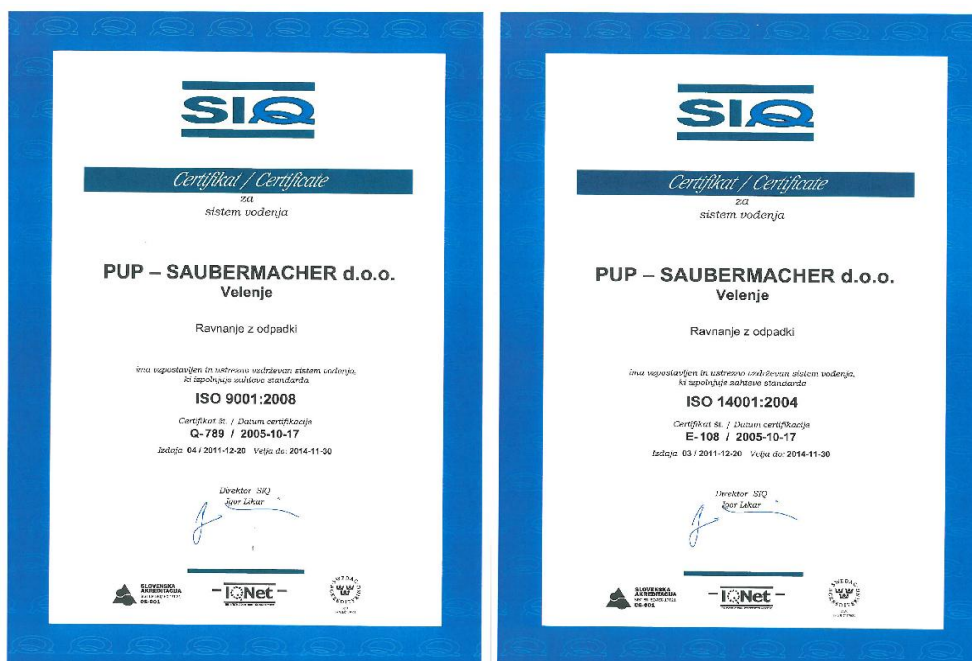 SIQ
Certifikat / Certificate
za
sistem vodenja
PUP – SAUBERMACHER d.o.o.
Velenje
Ravnanje z odpadki
ima vzpostavljen in ustrezno vzdrževan sistem vodenja,
ki izpolnjuje zahteve standarda
ISO 9001:2008
Certifikat št. / Datum certifikacije
Q-789 / 2005-10-17
Izdaja 04 / 2011-12-20 Velja do: 2014-11-30
Direktor SIQ
Igor Likar
SLOVENSKA
AKREDITACIJA
IQNet
SWEDAC
SIQ
Certifikat / Certificate
za
sistem vodenja
PUP – SAUBERMACHER d.o.o.
Velenje
Ravnanje z odpadki
ima vzpostavljen in ustrezno vzdrževan sistem vodenja,
ki izpolnjuje zahteve standarda
ISO 14001:2004
Certifikat št. / Datum certifikacije
E-108 / 2005-10-17
Izdaja 03 / 2011-12-20 Velja do: 2014-11-30
Direktor SIQ
Igor Likar
SLOVENSKA
AKREDITACIJA
IQNet
SWEDAC